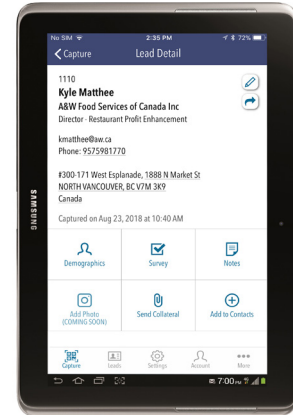 No SIM 2:35 PM 72%
Capture Lead Detail
1110
Kyle Matthee
A&W Food Services of Canada Inc
Director - Restaurant Profit Enhancement
kmatthee@aw.ca
Phone: 9575981770
#300-171 West Esplanade, 1888 N Market St
NORTH VANCOUVER, BC V7M 3K9
Canada
Captured on Aug 23, 2018 at 10:40 AM
SAMSUNG
Demographics Survey Notes
Add Photo Send Collateral Add to Contacts
(COMING SOON)
Capture Leads Settings Account More
7:00 PM